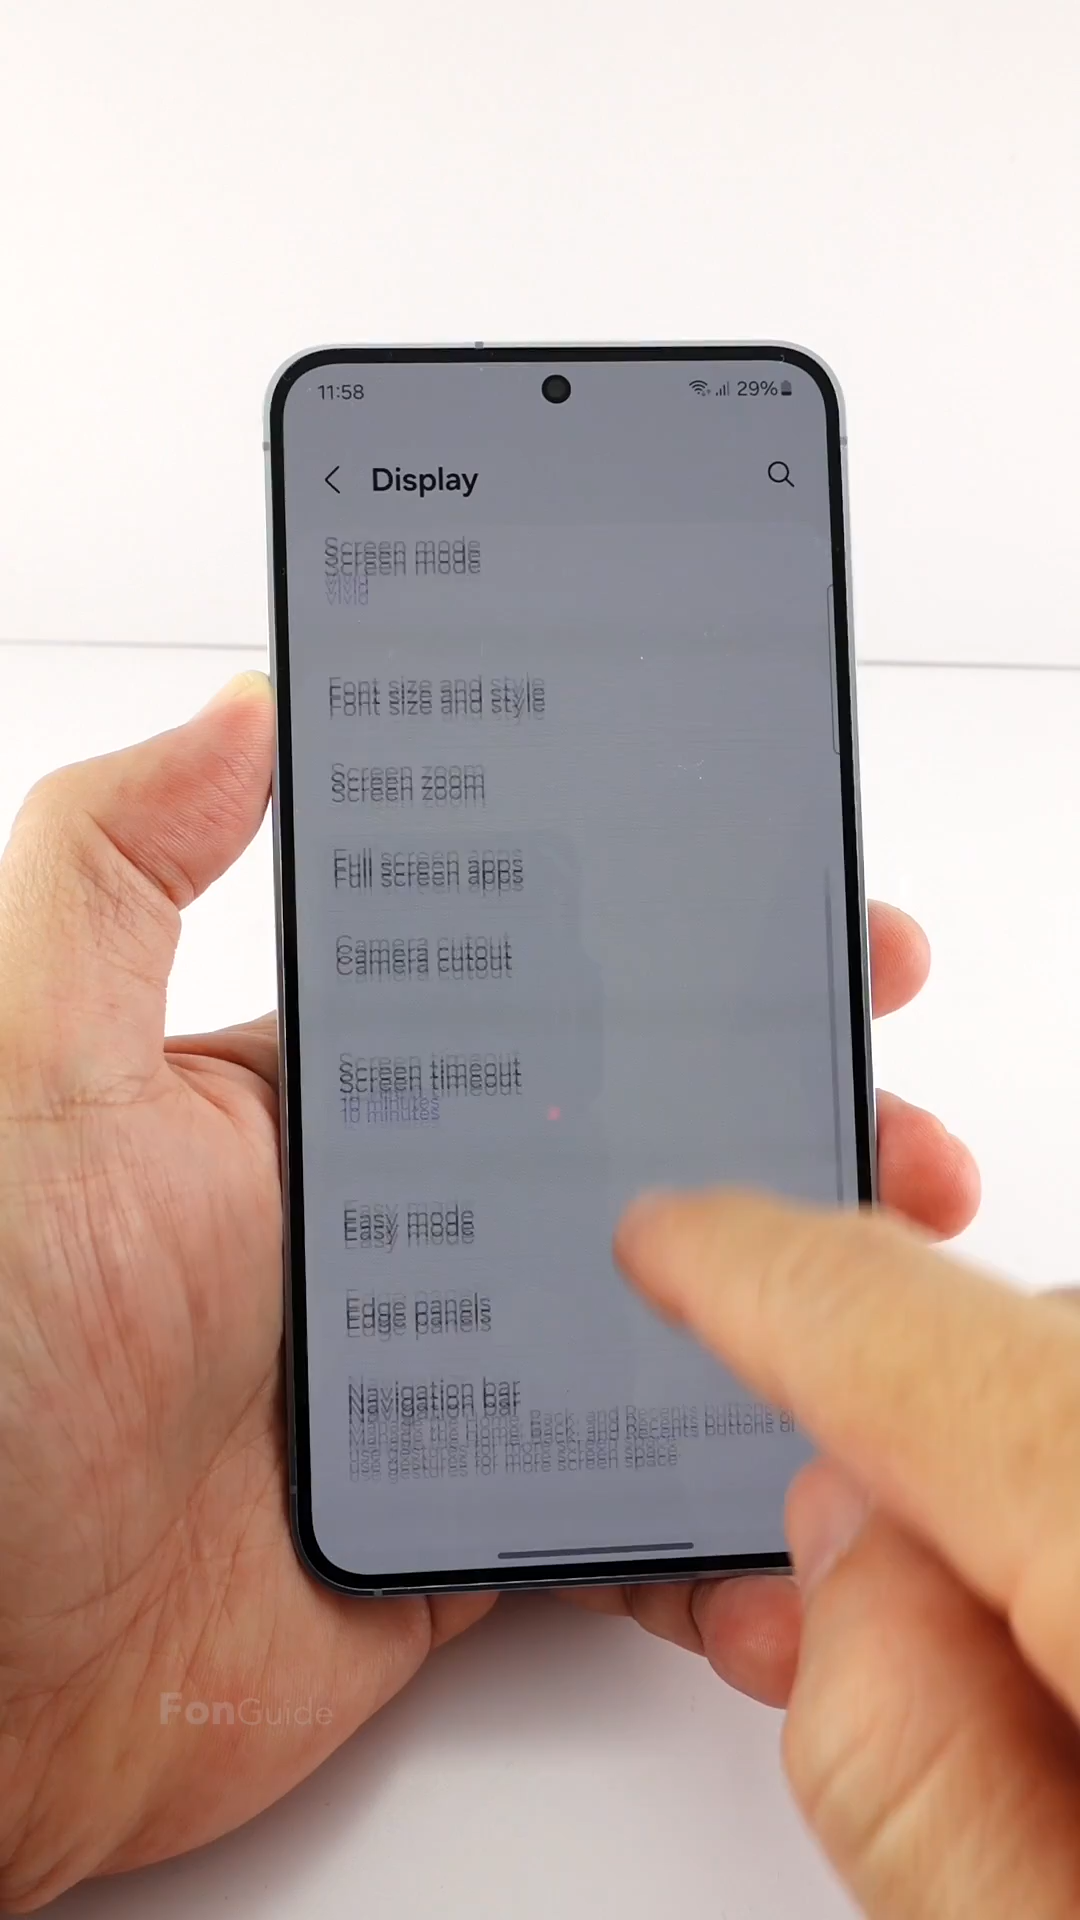 11:58
29%
Display
Screen mode
Vivid
Font size and style
Screen zoom
Full screen apps
Camera cutout
Screen timeout
10 minutes
Easy mode
Edge panels
Navigation bar
Manage the Home, Back, and Recents buttons or
use gestures for more screen space
FonGuide